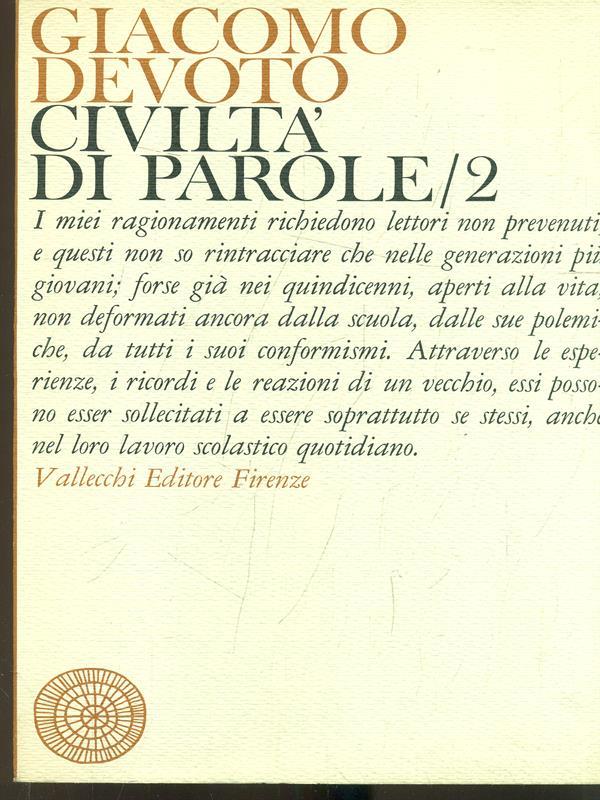 GIACOMO
DEVOTO
CIVILTA'
DI PAROLE/2
I miei ragionamenti richiedono lettori non prevenuti,
e questi non so rintracciare che nelle generazioni più
giovani; forse già nei quindicenni, aperti alla vita,
non deformati ancora dalla scuola, dalle sue polemi-
che, da tutti i suoi conformismi. Attraverso le espe-
rienze, i ricordi e le reazioni di un vecchio, essi posso-
no esser sollecitati a essere soprattutto se stessi, anche
nel loro lavoro scolastico quotidiano.
Vallecchi Editore Firenze